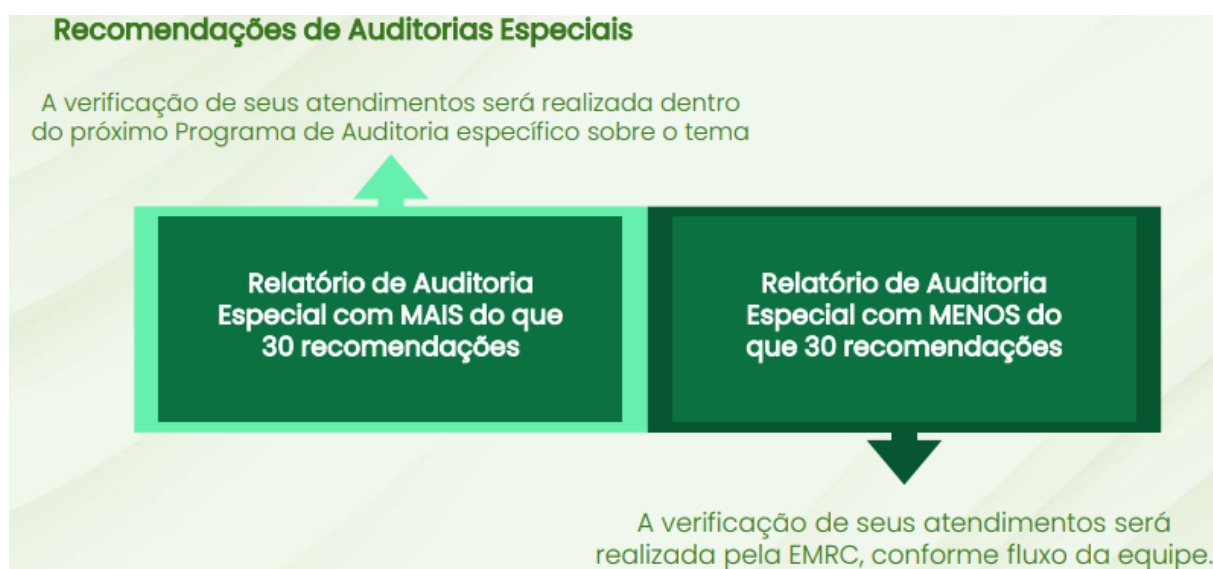 Recomendações de Auditorias Especiais
A verificação de seus atendimentos será realizada dentro
do próximo Programa de Auditoria específico sobre o tema
Relatório de Auditoria
Especial com MAIS do que
30 recomendações
Relatório de Auditoria
Especial com MENOS do
que 30 recomendações
A verificação de seus atendimentos será
realizada pela EMRC, conforme fluxo da equipe.